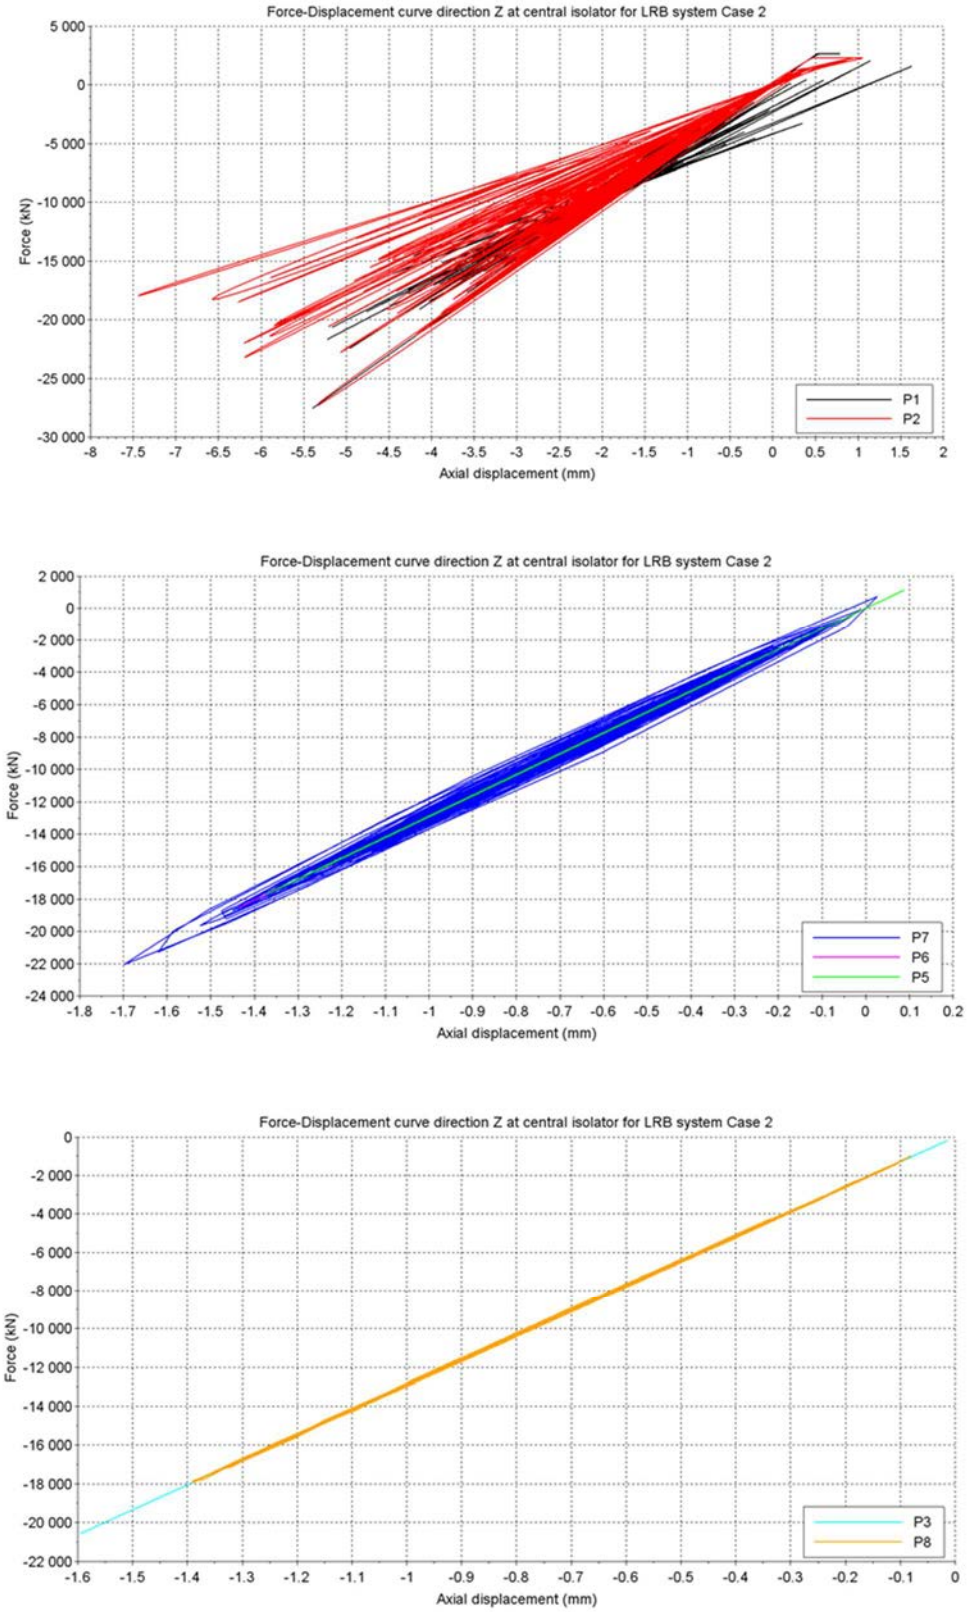 Force-Displacement curve direction Z at central isolator for LRB system Case 2
5 000
0
-5 000
-10 000
-15 000
-20 000
-25 000
-30 000
Force (kN)
-8 -7.5 -7 -6.5 -6 -5.5 -5 -4.5 -4 -3.5 -3 -2.5 -2 -1.5 -1 -0.5 0 0.5 1 1.5 2
Axial displacement (mm)
P1
P2
Force-Displacement curve direction Z at central isolator for LRB system Case 2
2 000
0
-2 000
-4 000
-6 000
-8 000
-10 000
-12 000
-14 000
-16 000
-18 000
-20 000
-22 000
-24 000
Force (kN)
-1.8 -1.7 -1.6 -1.5 -1.4 -1.3 -1.2 -1.1 -1 -0.9 -0.8 -0.7 -0.6 -0.5 -0.4 -0.3 -0.2 -0.1 0 0.1 0.2
Axial displacement (mm)
P7
P6
P5
Force-Displacement curve direction Z at central isolator for LRB system Case 2
0
-2 000
-4 000
-6 000
-8 000
-10 000
-12 000
-14 000
-16 000
-18 000
-20 000
-22 000
Force (kN)
-1.6 -1.5 -1.4 -1.3 -1.2 -1.1 -1 -0.9 -0.8 -0.7 -0.6 -0.5 -0.4 -0.3 -0.2 -0.1 0
Axial displacement (mm)
P3
P8